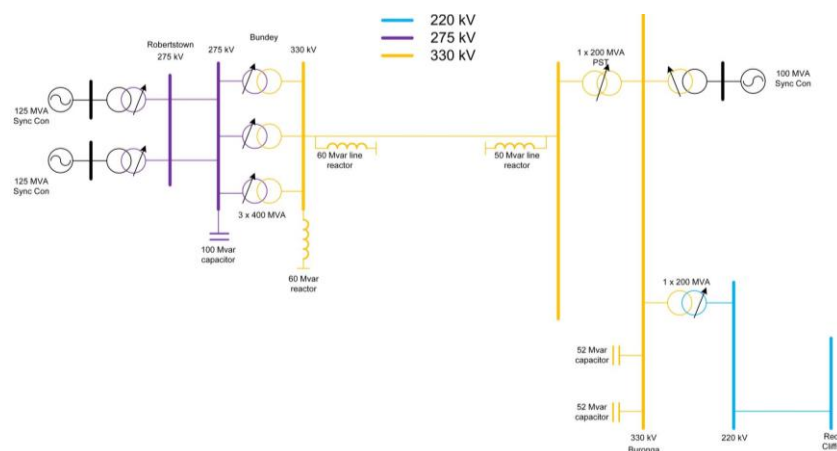 220 kV
275 kV
330 kV
Robertstown
275 kV
275 kV
Bundey
330 kV
1 x 200 MVA
PST
125 MVA
Sync Con
100 MVA
Sync Con
60 Mvar line
reactor
50 Mvar line
reactor
125 MVA
Sync Con
3 x 400 MVA
100 Mvar
capacitor
60 Mvar
reactor
1 x 200 MVA
52 Mvar
capacitor
52 Mvar
capacitor
330 kV
Buronga
220 kV
Red